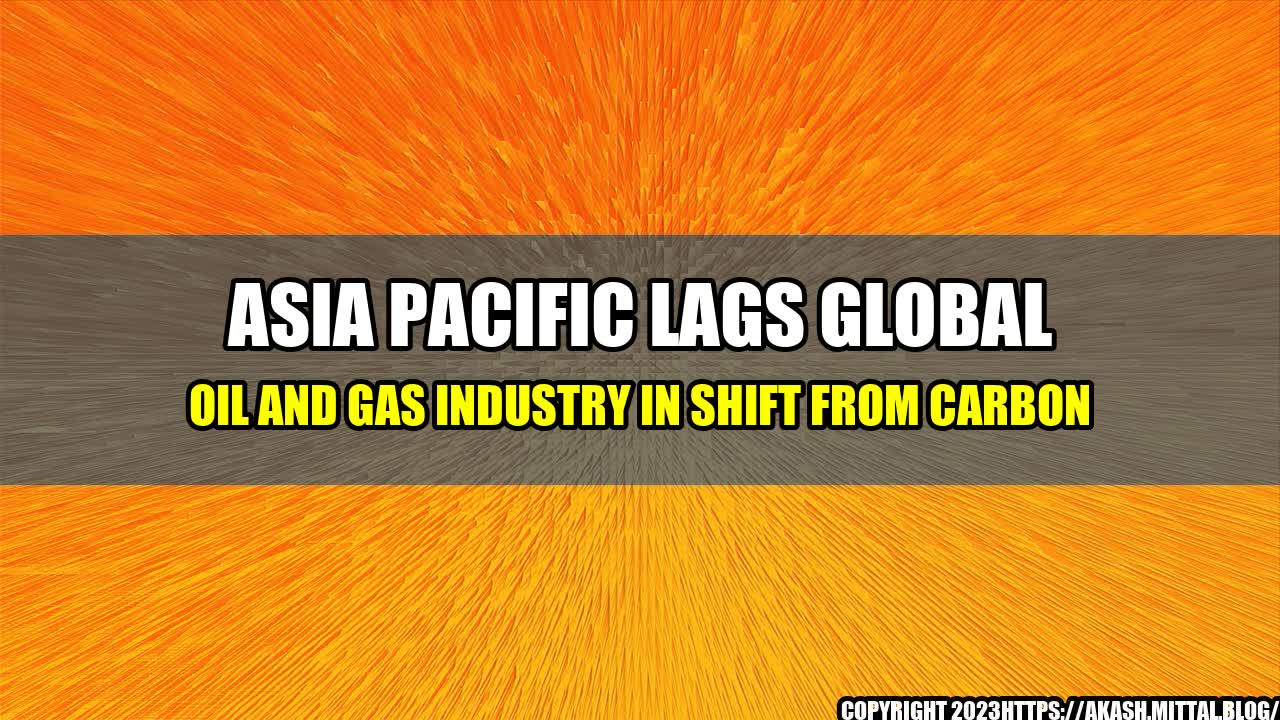 ASIA PACIFIC LAGS GLOBAL
OIL AND GAS INDUSTRY IN SHIFT FROM CARBON
COPYRIGHT 2023HTTPS://AKASH.MITTAL.BLOG/